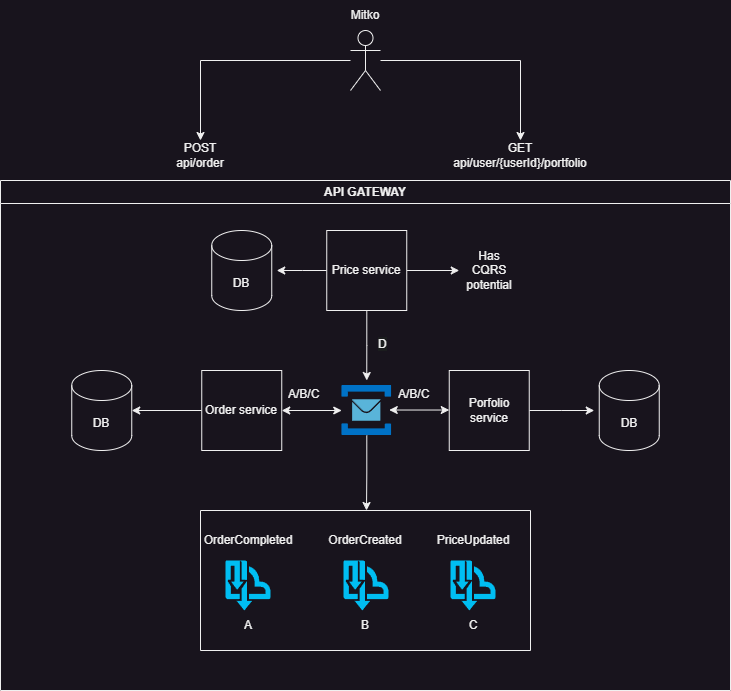 Mitko
POST
api/order
GET
api/user/{userId}/portfolio
API GATEWAY
DB
Price service
Has
CQRS
potential
D
DB
Order service
A/B/C
A/B/C
Porfolio
service
DB
OrderCompleted
OrderCreated
PriceUpdated
A
B
C